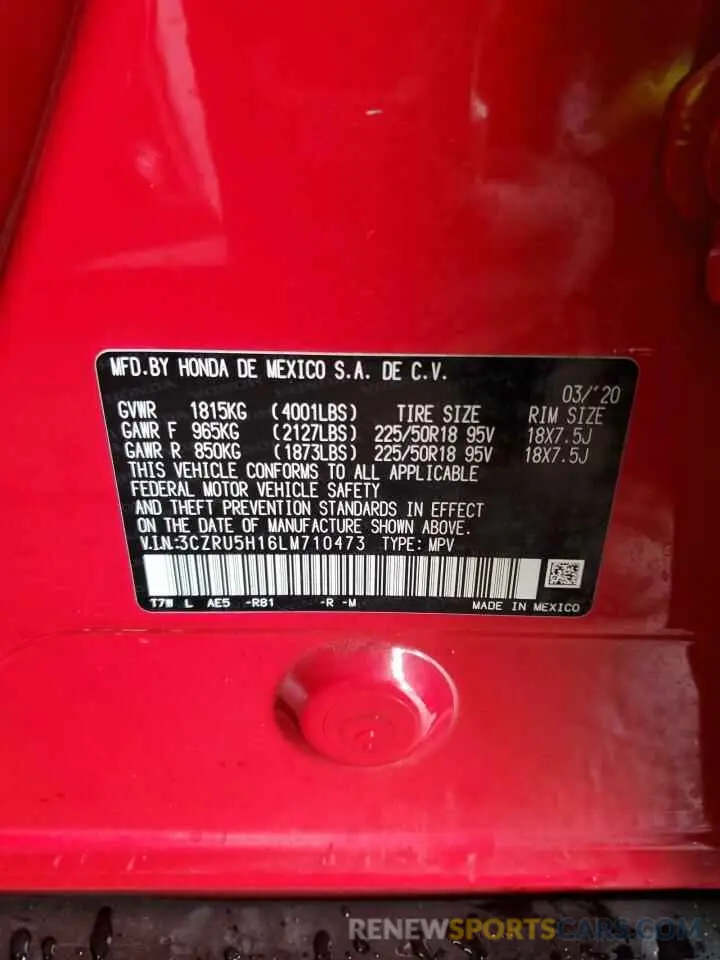 MFD.BY HONDA DE MEXICO S.A. DE C.V.
03/'20
GVWR 1815KG (4001LBS) TIRE SIZE RIM SIZE
GAWR F 965KG (2127LBS) 225/50R18 95V 18X7.5J
GAWR R 850KG (1873LBS) 225/50R18 95V 18X7.5J
THIS VEHICLE CONFORMS TO ALL APPLICABLE
FEDERAL MOTOR VEHICLE SAFETY
AND THEFT PREVENTION STANDARDS IN EFFECT
ON THE DATE OF MANUFACTURE SHOWN ABOVE.
V.I.N:3CZRU5H16LM710473 TYPE: MPV
T7W L AE5 -R81 -R -M MADE IN MEXICO
RENEWSPORTSCARS.COM